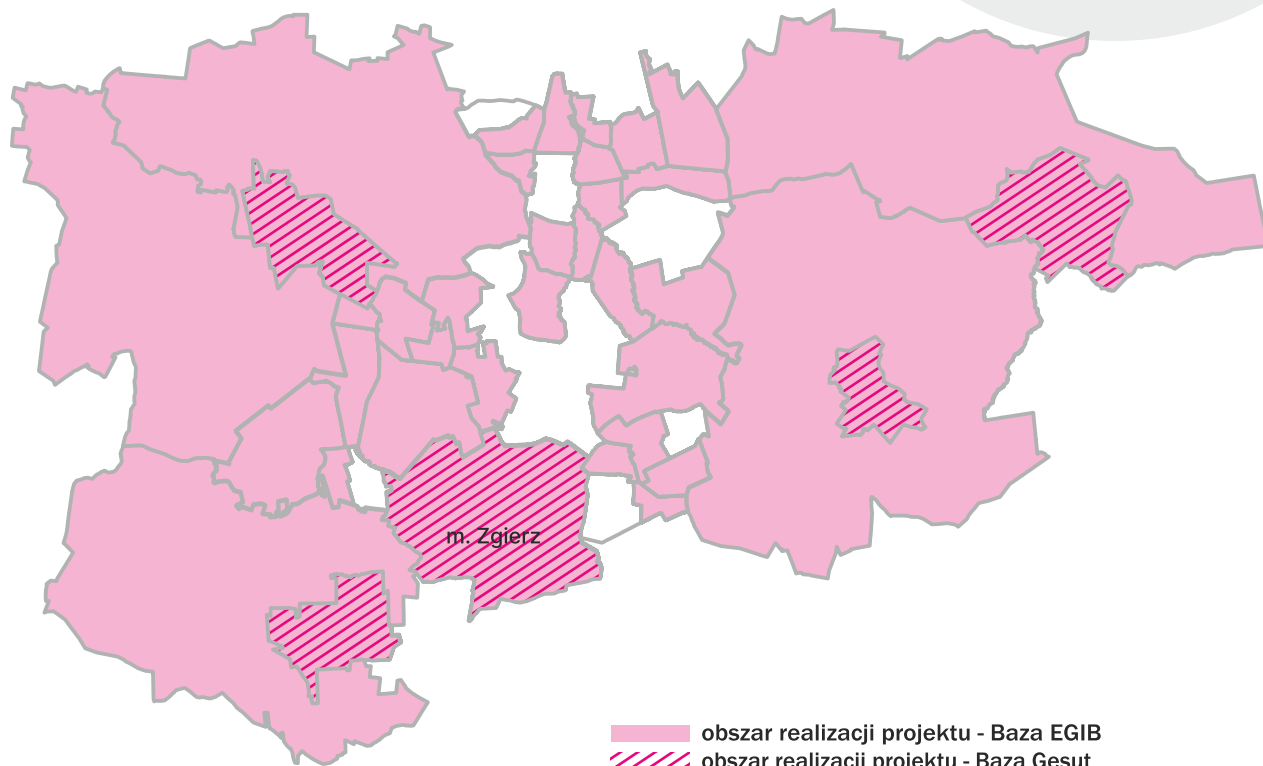 m. Zgierz
obszar realizacji projektu - Baza EGIB
obszar realizacji projektu - Baza Gesut